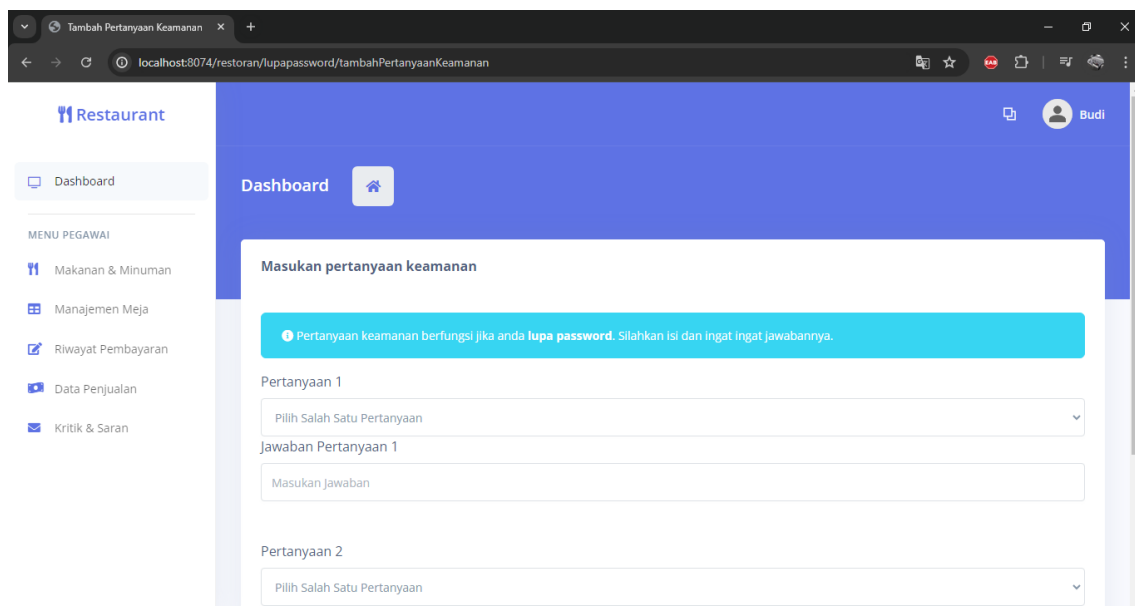 Tambah Pertanyaan Keamanan
localhost:8074/restoran/lupapassword/tambahPertanyaanKeamanan
Restaurant
Budi
Dashboard
Dashboard
MENU PEGAWAI
Makanan & Minuman
Manajemen Meja
Riwayat Pembayaran
Data Penjualan
Kritik & Saran
Masukan pertanyaan keamanan
Pertanyaan keamanan berfungsi jika anda lupa password. Silahkan isi dan ingat ingat jawabannya.
Pertanyaan 1
Pilih Salah Satu Pertanyaan
Jawaban Pertanyaan 1
Masukan Jawaban
Pertanyaan 2
Pilih Salah Satu Pertanyaan